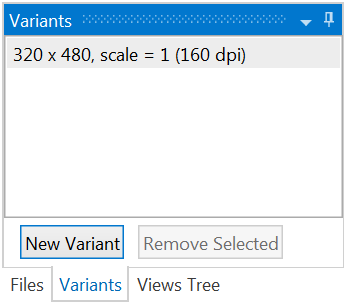 Variants
320 x 480, scale = 1 (160 dpi)
New Variant Remove Selected
Files Variants Views Tree